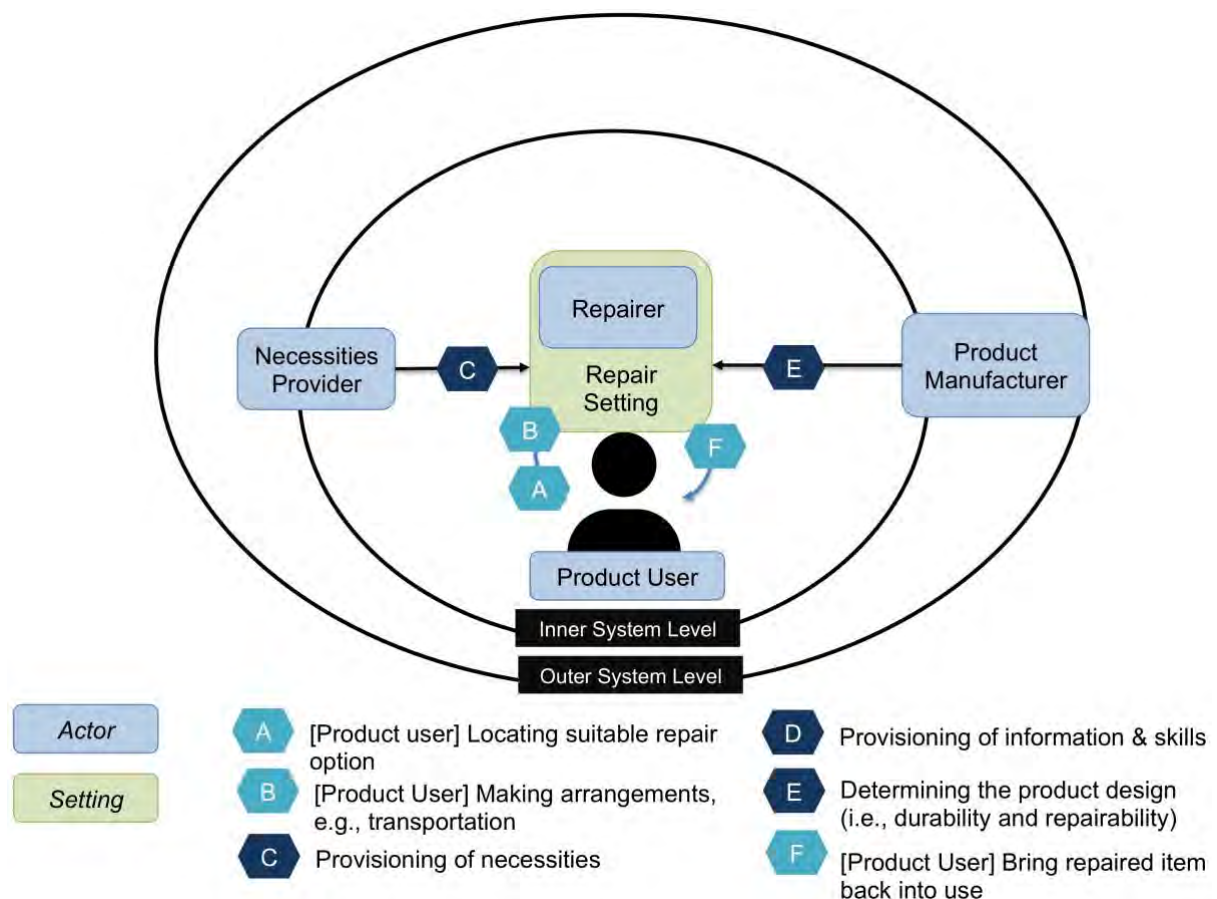 Repairer
Necessities
Provider
C
Repair
Setting
E
Product
Manufacturer
B
F
A
Product User
Inner System Level
Outer System Level
Actor
Setting
A
[Product user] Locating suitable repair
option
B
[Product User] Making arrangements,
e.g., transportation
C
Provisioning of necessities
D
Provisioning of information & skills
E
Determining the product design
(i.e., durability and repairability)
F
[Product User] Bring repaired item
back into use